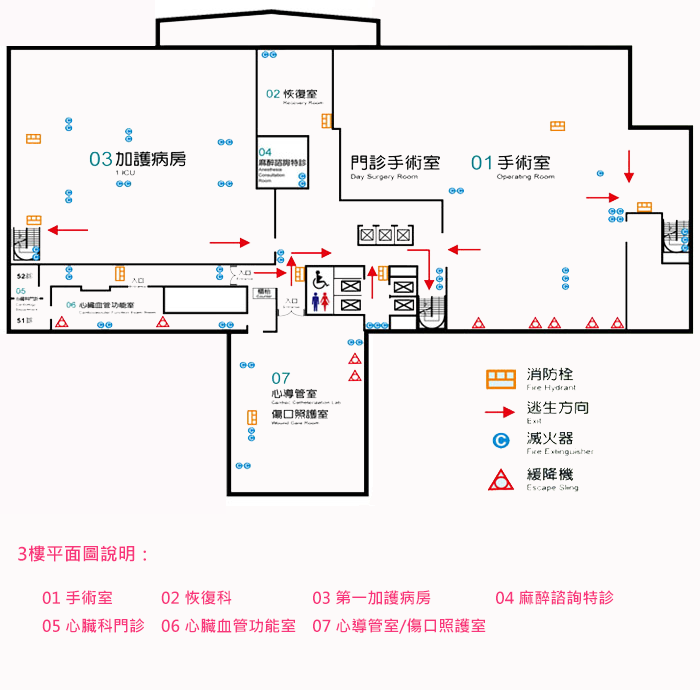 02 恢復室
Recovery Room
04
麻醉諮詢特診
Anesthesia
Consultation
Room
03 加護病房
1 ICU
門診手術室
Day Surgery Room
01 手術室
Operating Room
52診
05
心臟科門診
51診
06 心臟血管功能室
Cardiovascular Function Exam Room
入口
入口
櫃枱
Counter
入口
07
心導管室
Cardiac Catheterization Lab
傷口照護室
Wound Care Room
消防栓
Fire Hydrant
逃生方向
Exit
滅火器
Fire Extinguisher
緩降機
Escape Sling
3樓平面圖說明：
01 手術室 02 恢復科 03 第一加護病房 04 麻醉諮詢特診
05 心臟科門診 06 心臟血管功能室 07 心導管室/傷口照護室